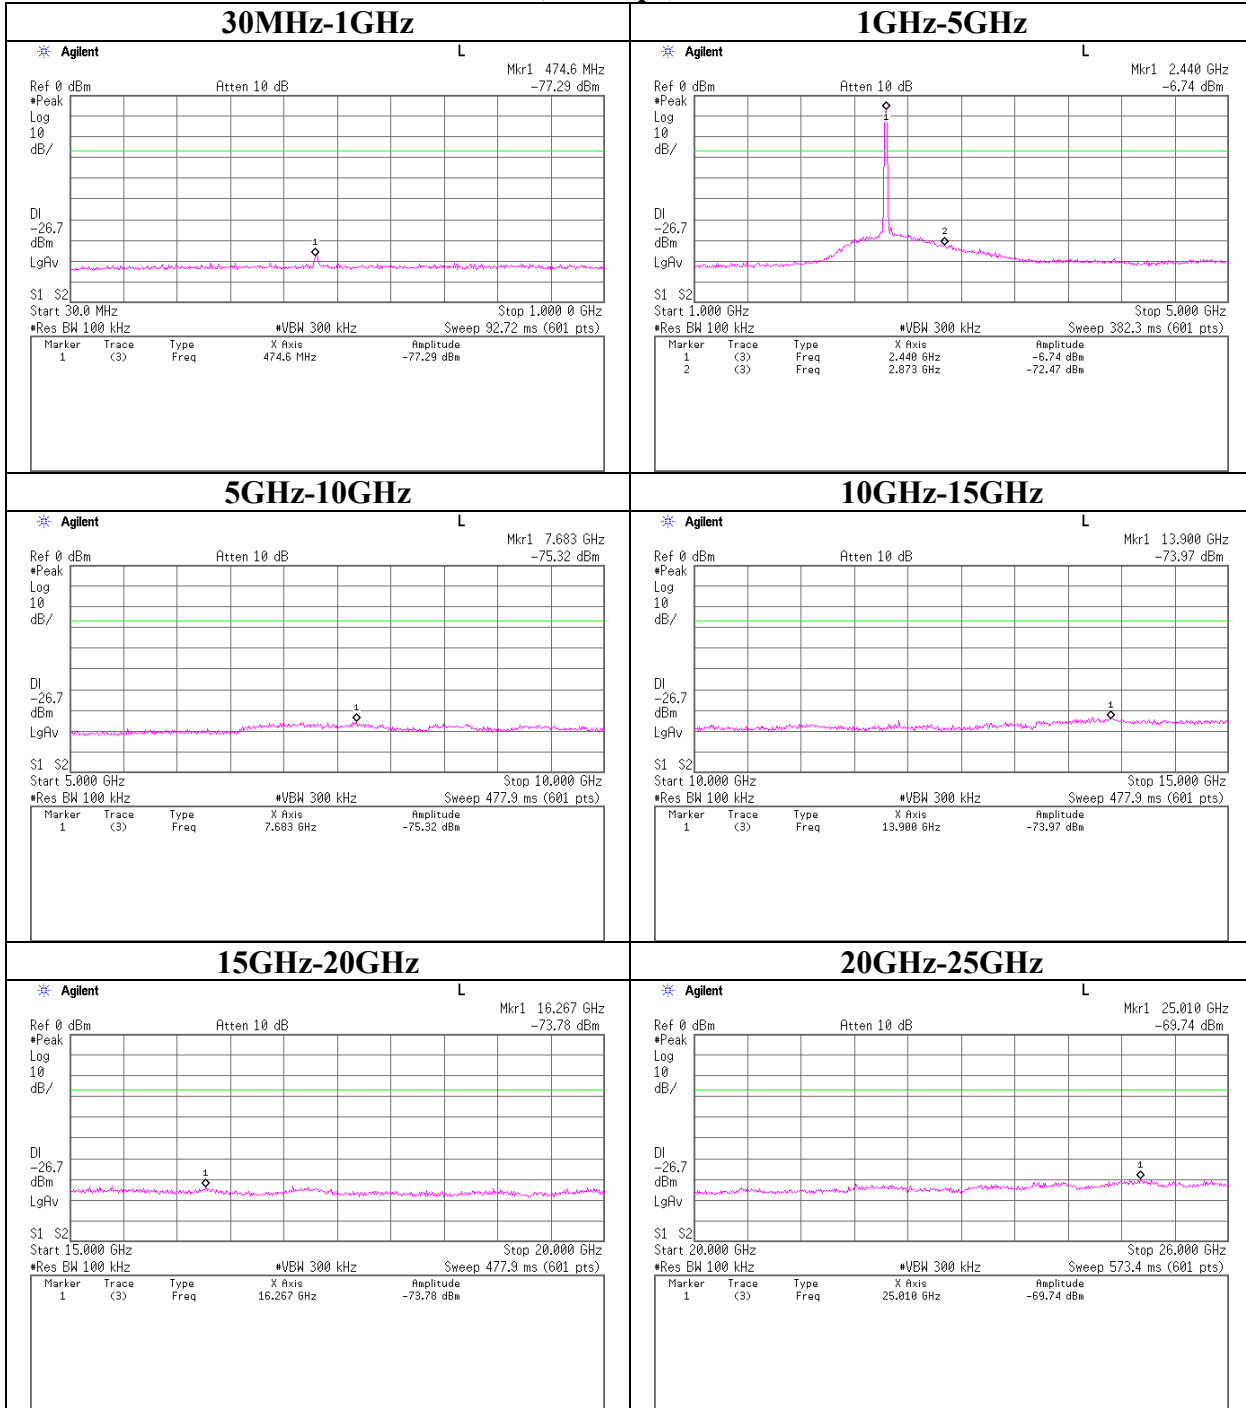 30MHz-1GHz
Agilent
L
Mkr1 474.6 MHz
Ref 0 dBm
Atten 10 dB
-77.29 dBm
#Peak
Log
10
dB/
DI
-26.7
dBm
LgAv
1
S1 S2
Start 30.0 MHz
Stop 1.000 0 GHz
#Res BW 100 kHz
#VBW 300 kHz
Sweep 92.72 ms (601 pts)
Marker Trace Type X Axis Amplitude
1 (3) Freq 474.6 MHz -77.29 dBm
1GHz-5GHz
Agilent
L
Mkr1 2.440 GHz
Ref 0 dBm
Atten 10 dB
-6.74 dBm
#Peak
Log
10
dB/
DI
-26.7
dBm
LgAv
1
2
S1 S2
Start 1.000 GHz
Stop 5.000 GHz
#Res BW 100 kHz
#VBW 300 kHz
Sweep 382.3 ms (601 pts)
Marker Trace Type X Axis Amplitude
1 (3) Freq 2.440 GHz -6.74 dBm
2 (3) Freq 2.873 GHz -72.47 dBm
5GHz-10GHz
Agilent
L
Mkr1 7.683 GHz
Ref 0 dBm
Atten 10 dB
-75.32 dBm
#Peak
Log
10
dB/
DI
-26.7
dBm
LgAv
1
S1 S2
Start 5.000 GHz
Stop 10.000 GHz
#Res BW 100 kHz
#VBW 300 kHz
Sweep 477.9 ms (601 pts)
Marker Trace Type X Axis Amplitude
1 (3) Freq 7.683 GHz -75.32 dBm
10GHz-15GHz
Agilent
L
Mkr1 13.900 GHz
Ref 0 dBm
Atten 10 dB
-73.97 dBm
#Peak
Log
10
dB/
DI
-26.7
dBm
LgAv
1
S1 S2
Start 10.000 GHz
Stop 15.000 GHz
#Res BW 100 kHz
#VBW 300 kHz
Sweep 477.9 ms (601 pts)
Marker Trace Type X Axis Amplitude
1 (3) Freq 13.900 GHz -73.97 dBm
15GHz-20GHz
Agilent
L
Mkr1 16.267 GHz
Ref 0 dBm
Atten 10 dB
-73.78 dBm
#Peak
Log
10
dB/
DI
-26.7
dBm
LgAv
1
S1 S2
Start 15.000 GHz
Stop 20.000 GHz
#Res BW 100 kHz
#VBW 300 kHz
Sweep 477.9 ms (601 pts)
Marker Trace Type X Axis Amplitude
1 (3) Freq 16.267 GHz -73.78 dBm
20GHz-25GHz
Agilent
L
Mkr1 25.010 GHz
Ref 0 dBm
Atten 10 dB
-69.74 dBm
#Peak
Log
10
dB/
DI
-26.7
dBm
LgAv
1
S1 S2
Start 20.000 GHz
Stop 26.000 GHz
#Res BW 100 kHz
#VBW 300 kHz
Sweep 573.4 ms (601 pts)
Marker Trace Type X Axis Amplitude
1 (3) Freq 25.010 GHz -69.74 dBm